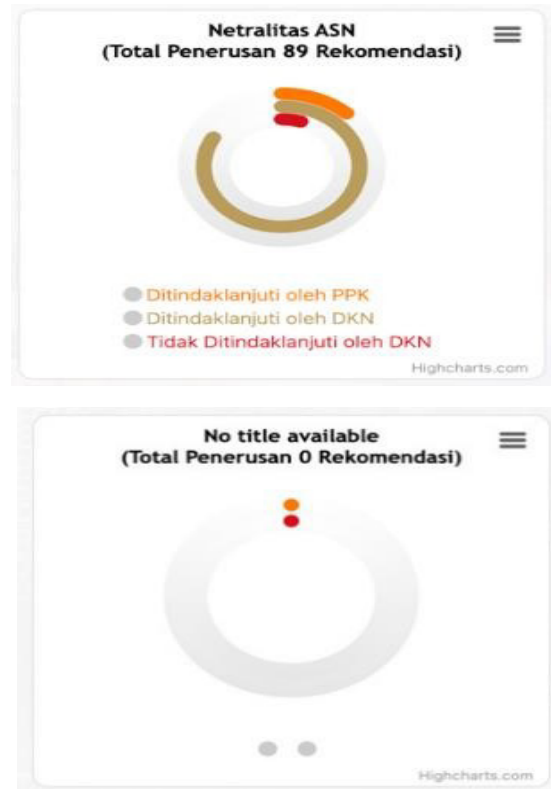 Netralitas ASN
(Total Penerusan 89 Rekomendasi)
Ditindaklanjuti oleh PPK
Ditindaklanjuti oleh DKN
Tidak Ditindaklanjuti oleh DKN
Highcharts.com
No title available
(Total Penerusan 0 Rekomendasi)
Highcharts.com